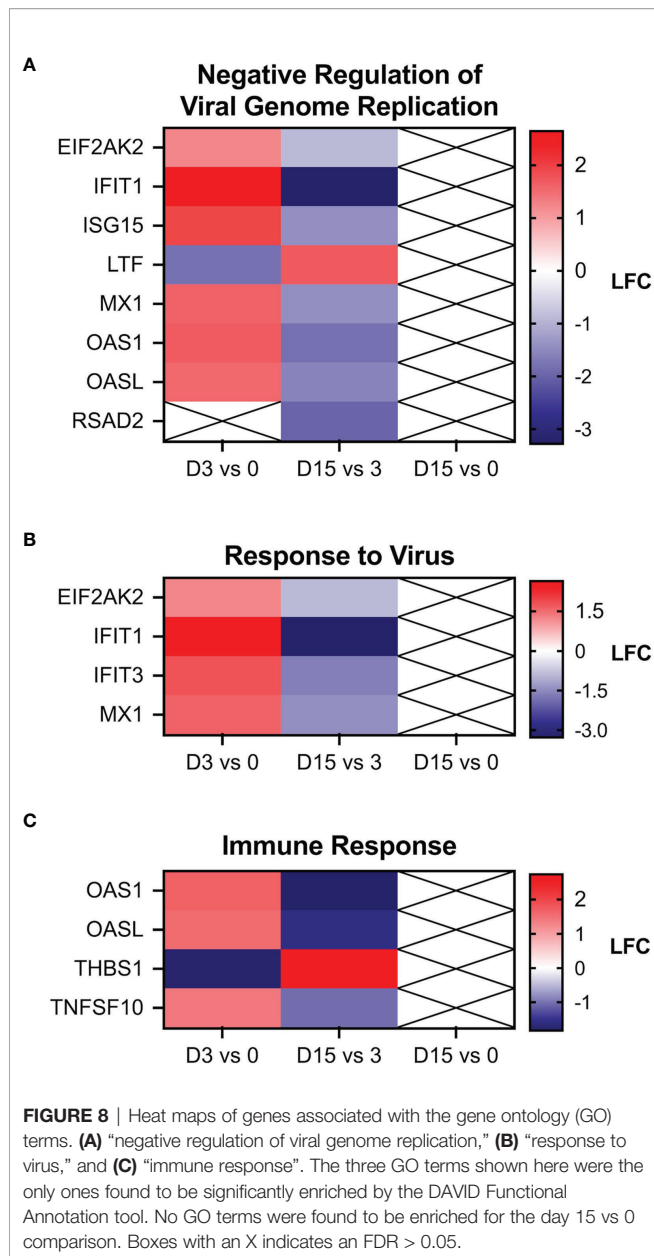 A
Negative Regulation of
Viral Genome Replication
EIF2AK2
IFIT1
ISG15
LTF
MX1
OAS1
OASL
RSAD2
D3 vs 0
D15 vs 3
D15 vs 0
2
1
0
-1
-2
-3
LFC
B
Response to Virus
EIF2AK2
IFIT1
IFIT3
MX1
D3 vs 0
D15 vs 3
D15 vs 0
1.5
0
-1.5
-3.0
LFC
C
Immune Response
OAS1
OASL
THBS1
TNFSF10
D3 vs 0
D15 vs 3
D15 vs 0
2
1
0
-1
LFC
FIGURE 8 | Heat maps of genes associated with the gene ontology (GO)
terms. (A) “negative regulation of viral genome replication,” (B) “response to
virus,” and (C) “immune response”. The three GO terms shown here were the
only ones found to be significantly enriched by the DAVID Functional
Annotation tool. No GO terms were found to be enriched for the day 15 vs 0
comparison. Boxes with an X indicates an FDR > 0.05.